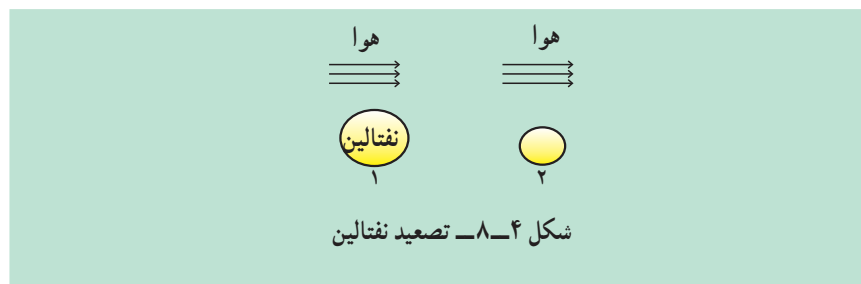 هوا هوا
نفتالین
۱ ۲
شکل ۴ــ۸ــ تصعید نفتالین